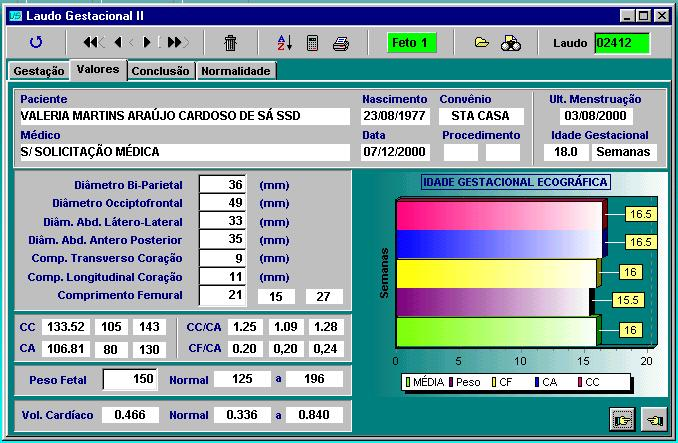 Laudo Gestacional II
Feto 1 Laudo 02412
Gestação Valores Conclusão Normalidade
Paciente Nascimento Convênio Ult. Menstruação
VALERIA MARTINS ARAÚJO CARDOSO DE SÁ SSD 23/08/1977 STA CASA 03/08/2000
Médico Data Procedimento Idade Gestacional
S/ SOLICITAÇÃO MÉDICA 07/12/2000 18.0 Semanas
Diâmetro Bi-Parietal 36 (mm)
Diâmetro Occiptofrontal 49 (mm)
Diâm. Abd. Látero-Lateral 33 (mm)
Diâm. Abd. Antero Posterior 35 (mm)
Comp. Transverso Coração 9 (mm)
Comp. Longitudinal Coração 11 (mm)
Comprimento Femural 21 15 27
CC 133.52 105 143 CC/CA 1.25 1.09 1.28
CA 106.81 80 130 CF/CA 0.20 0,20 0,24
Peso Fetal 150 Normal 125 a 196
Vol. Cardíaco 0.466 Normal 0.336 a 0.840
IDADE GESTACIONAL ECOGRÁFICA
Semanas
16.5
16.5
16
15.5
16
0 5 10 15 20
MÉDIA Peso CF CA CC